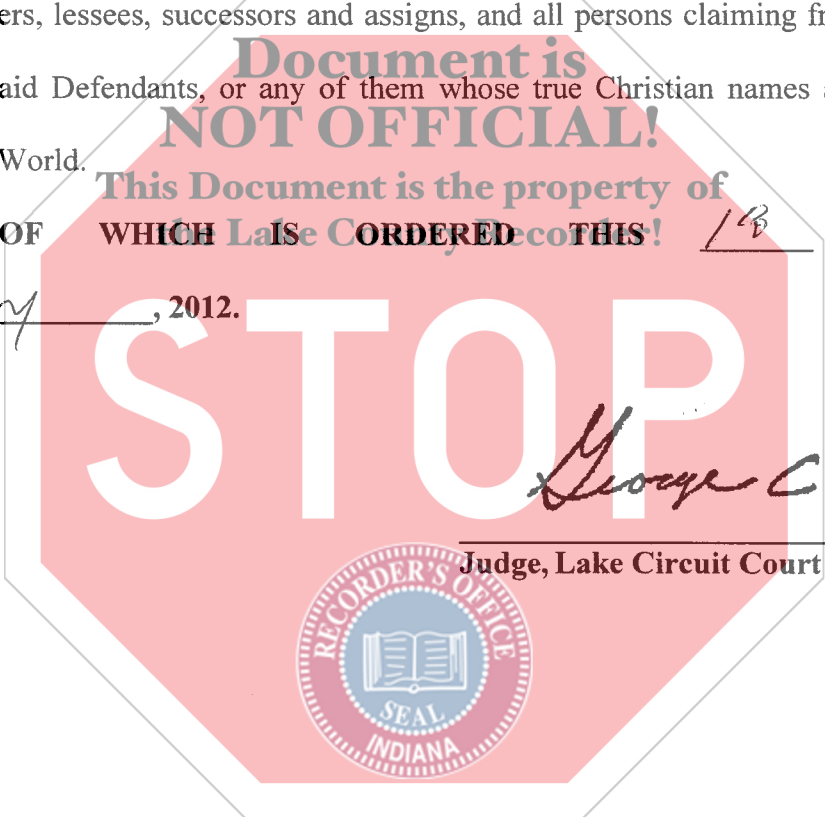 ers, lessees, successors and assigns, and all persons claiming fr
Document is
aid Defendants, or any of them whose true Christian names a
NOT OFFICIAL!
World.
This Document is the property of
OF WHICH IS ORDERED THIS 18
the Lake County Recorder!
y, 2012.
STOP
George C
Judge, Lake Circuit Court
RECORDER'S OFFICE
SEAL
INDIANA